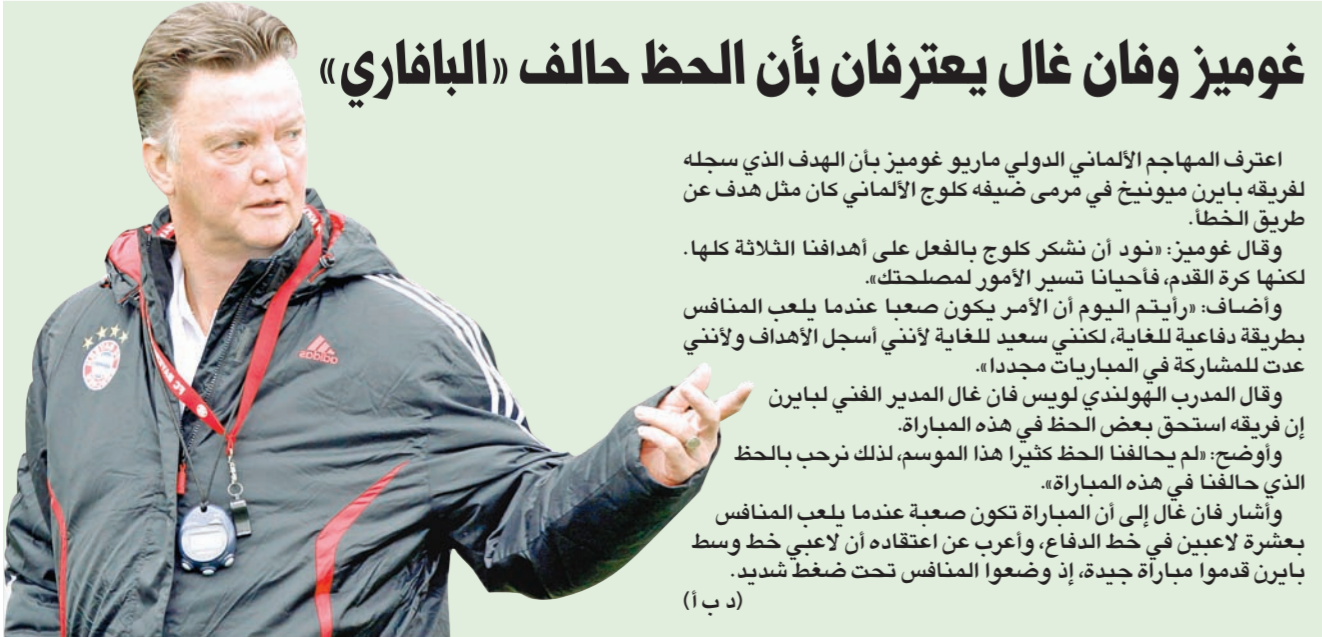 غوميز وفان غال يعترفان بأن الحظ حالف «البافاري»
اعترف المهاجم الألماني الدولي ماريو غوميز بأن الهدف الذي سجله
لفريقه بايرن ميونيخ في مرمى ضيفه كلوج الألماني كان مثل هدف عن
طريق الخطأ.
وقال غوميز: «نود أن نشكر كلوج بالفعل على أهدافنا الثلاثة كلها.
لكنها كرة القدم، فأحيانا تسير الأمور لمصلحتك».
وأضاف: «رأيتم اليوم أن الأمر يكون صعبا عندما يلعب المنافس
بطريقة دفاعية للغاية، لكنني سعيد للغاية لأنني أسجل الأهداف ولأنني
عدت للمشاركة في المباريات مجددا».
وقال المدرب الهولندي لويس فان غال المدير الفني لبايرن
إن فريقه استحق بعض الحظ في هذه المباراة.
وأوضح: «لم يحالفنا الحظ كثيرا هذا الموسم، لذلك نرحب بالحظ
الذي حالفنا في هذه المباراة».
وأشار فان غال إلى أن المباراة تكون صعبة عندما يلعب المنافس
بعشرة لاعبين في خط الدفاع، وأعرب عن اعتقاده أن لاعبي خط وسط
بايرن قدموا مباراة جيدة، إذ وضعوا المنافس تحت ضغط شديد.
(د ب أ)
adidas